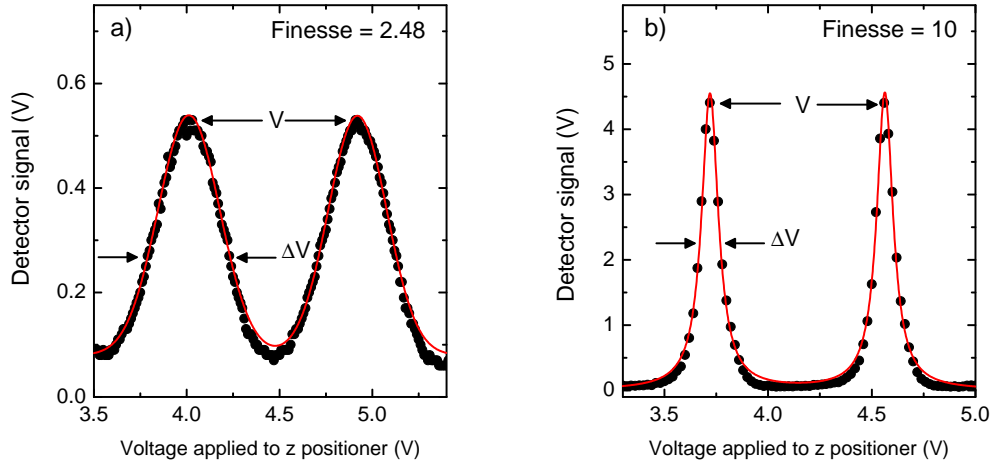 a)
Finesse = 2.48
V
ΔV
0.6
0.4
0.2
0.0
3.5 4.0 4.5 5.0
Detector signal (V)
Voltage applied to z positioner (V)
b)
Finesse = 10
V
ΔV
5
4
3
2
1
0
3.5 4.0 4.5 5.0
Detector signal (V)
Voltage applied to z positioner (V)